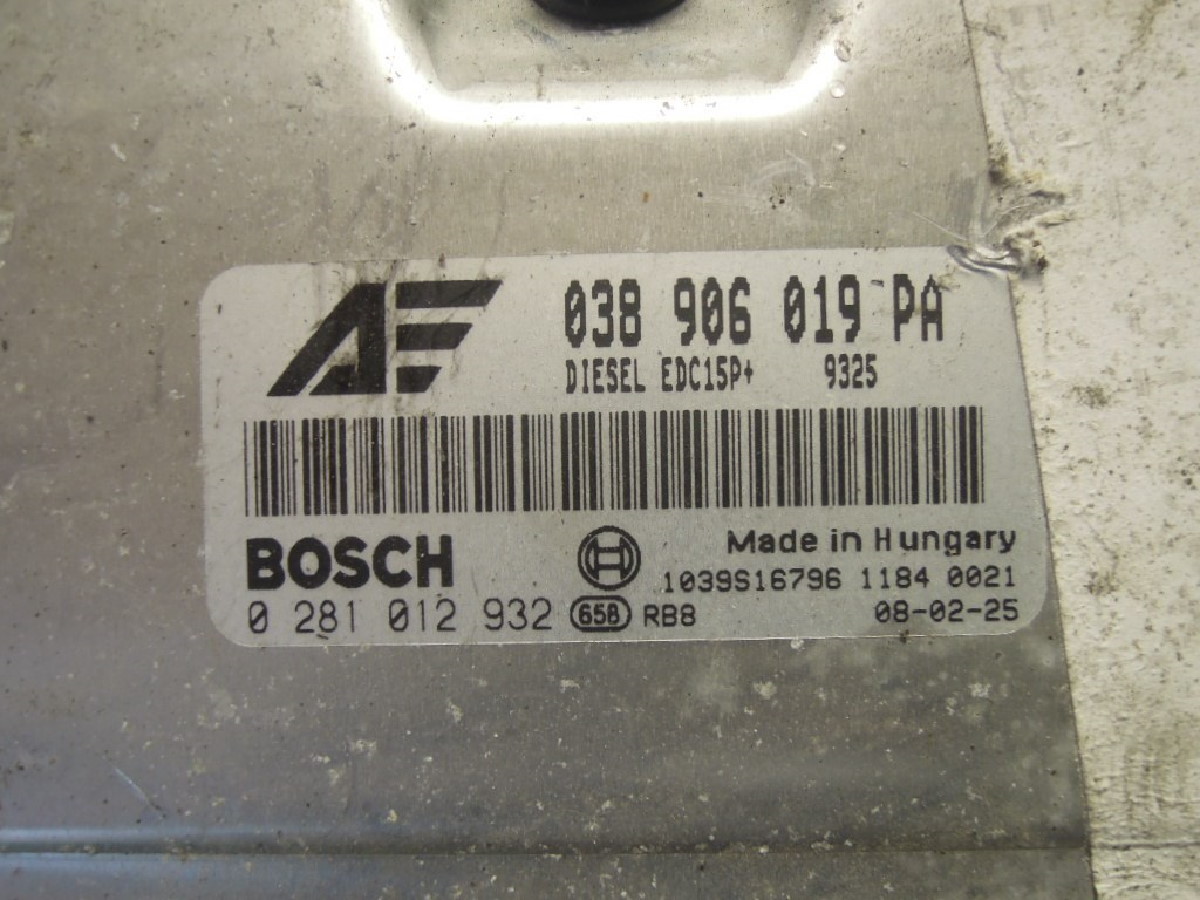 AE
038 906 019 PA
DIESEL EDC15P+ 9325
BOSCH
Made in Hungary
1039S16796 1184 0021
0 281 012 932 658 RB8 08-02-25